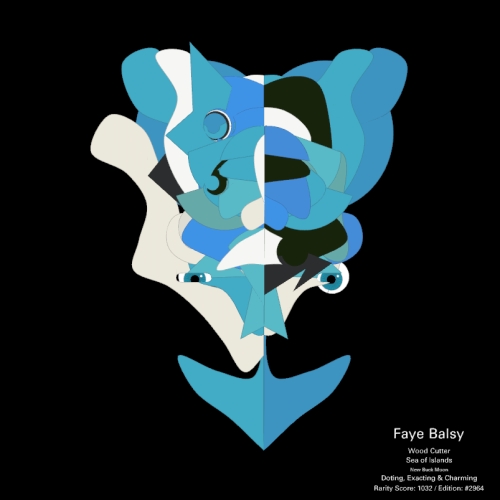 Faye Balsy
Wood Cutter
Sea of Islands
New Buck Moon
Doting, Exacting & Charming
Rarity Score: 1032 / Edition: #2964